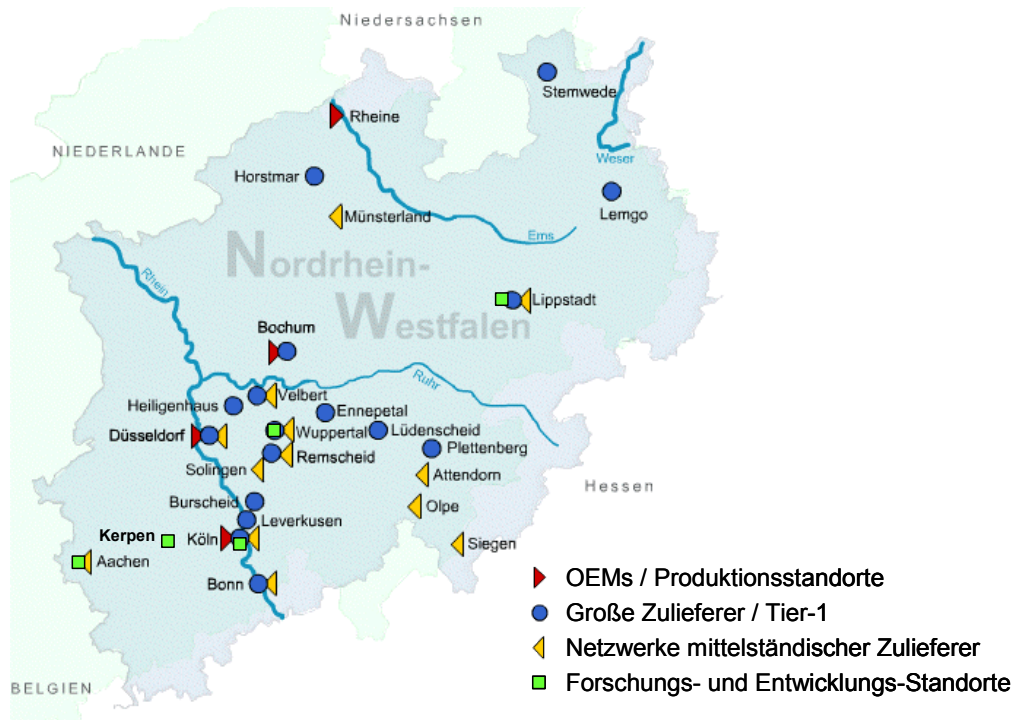 Niedersachsen
Stemwede
Rheine
NIEDERLANDE
Weser
Horstmar
Lemgo
Münsterland
Ems
Nordrhein-
Westfalen
Rhein
Lippstadt
Bochum
Ruhr
Velbert
Heiligenhaus
Ennepetal
Düsseldorf
Wuppertal
Lüdenscheid
Plettenberg
Remscheid
Solingen
Attendorn
Hessen
Burscheid
Olpe
Leverkusen
Kerpen
Köln
Siegen
Aachen
Bonn
OEMs / Produktionsstandorte
Große Zulieferer / Tier-1
Netzwerke mittelständischer Zulieferer
Forschungs- und Entwicklungs-Standorte
BELGIEN